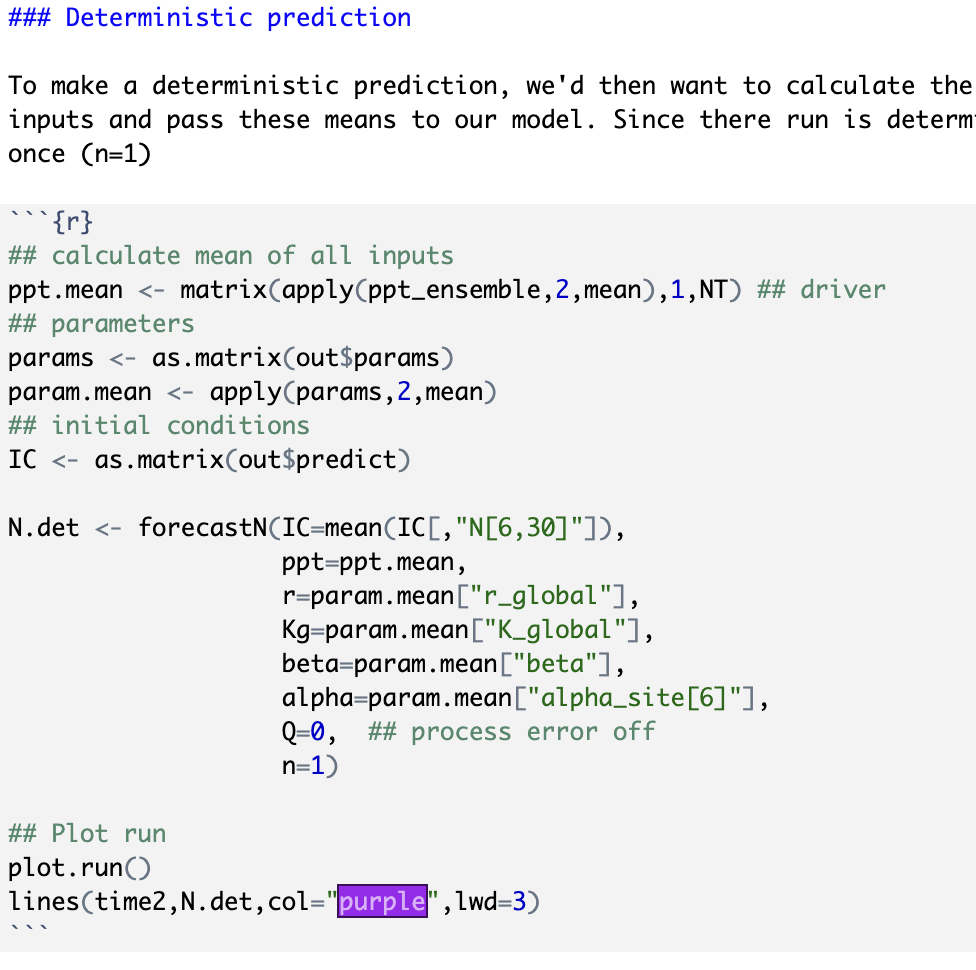 ### Deterministic prediction
To make a deterministic prediction, we'd then want to calculate the
inputs and pass these means to our model. Since there run is
once (n=1)
```{r}
## calculate mean of all inputs
ppt.mean <- matrix(apply(ppt_ensemble,2,mean),1,NT) ## driver
## parameters
params <- as.matrix(out$params)
param.mean <- apply(params,2,mean)
## initial conditions
IC <- as.matrix(out$predict)
N.det <- forecastN(IC=mean(IC[,"N[6,30]"]),
ppt=ppt.mean,
r=param.mean["r_global"],
Kg=param.mean["K_global"],
beta=param.mean["beta"],
alpha=param.mean["alpha_site[6]"],
Q=0,  ## process error off
n=1)
## Plot run
plot.run()
lines(time2,N.det,col="purple",lwd=3)
```